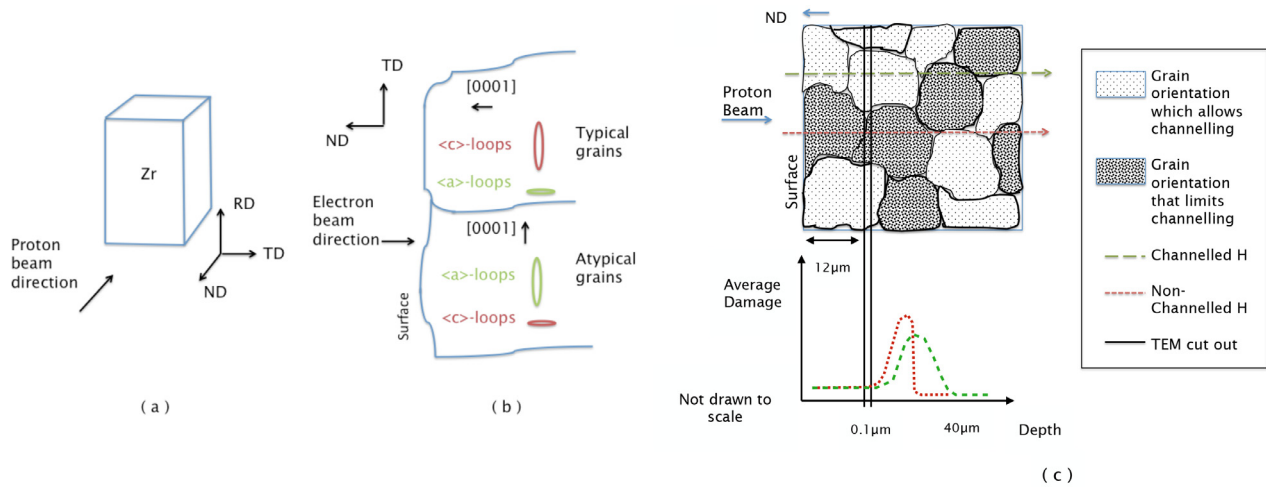 Zr
RD
TD
ND
Proton
beam
direction
( a )
TD
ND
[0001]
<c>-loops
<a>-loops
Typical
grains
Electron
beam
direction
[0001]
<a>-loops
<c>-loops
Atypical
grains
Surface
( b )
ND
Proton
Beam
Surface
12μm
Average
Damage
Not drawn to
scale
0.1μm
40μm
Depth
( c )
Grain
orientation
which allows
channelling
Grain
orientation
that limits
channelling
Channelled H
Non-
Channelled H
TEM cut out